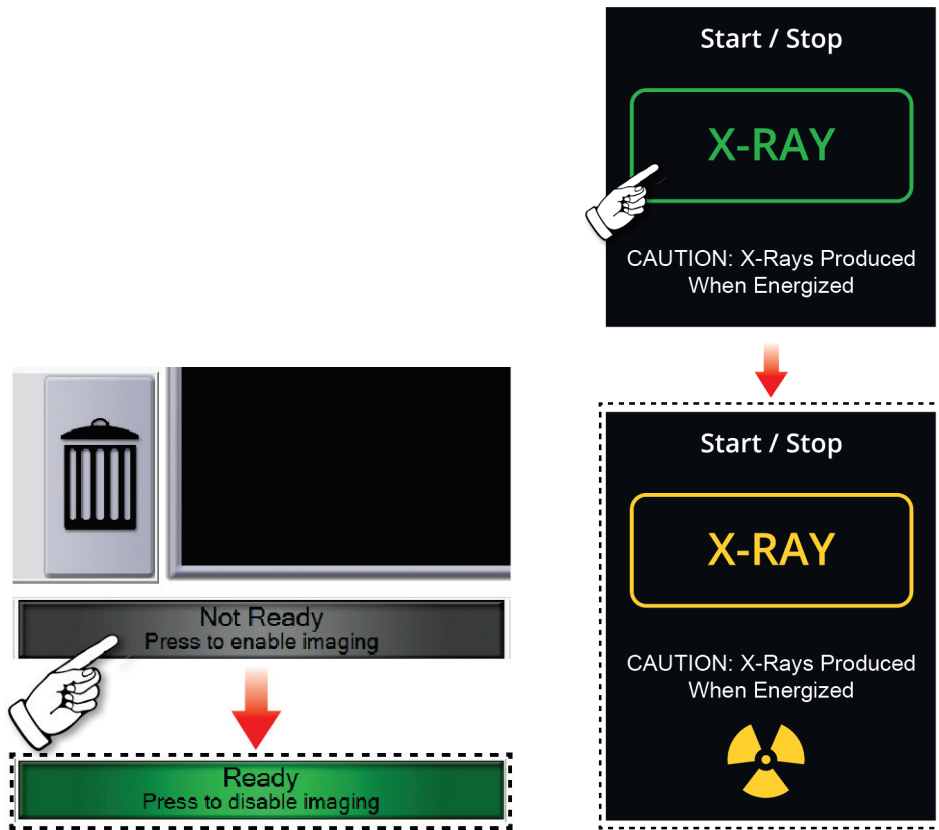 Start / Stop
X-RAY
CAUTION: X-Rays Produced
When Energized
Not Ready
Press to enable imaging
Ready
Press to disable imaging
Start / Stop
X-RAY
CAUTION: X-Rays Produced
When Energized